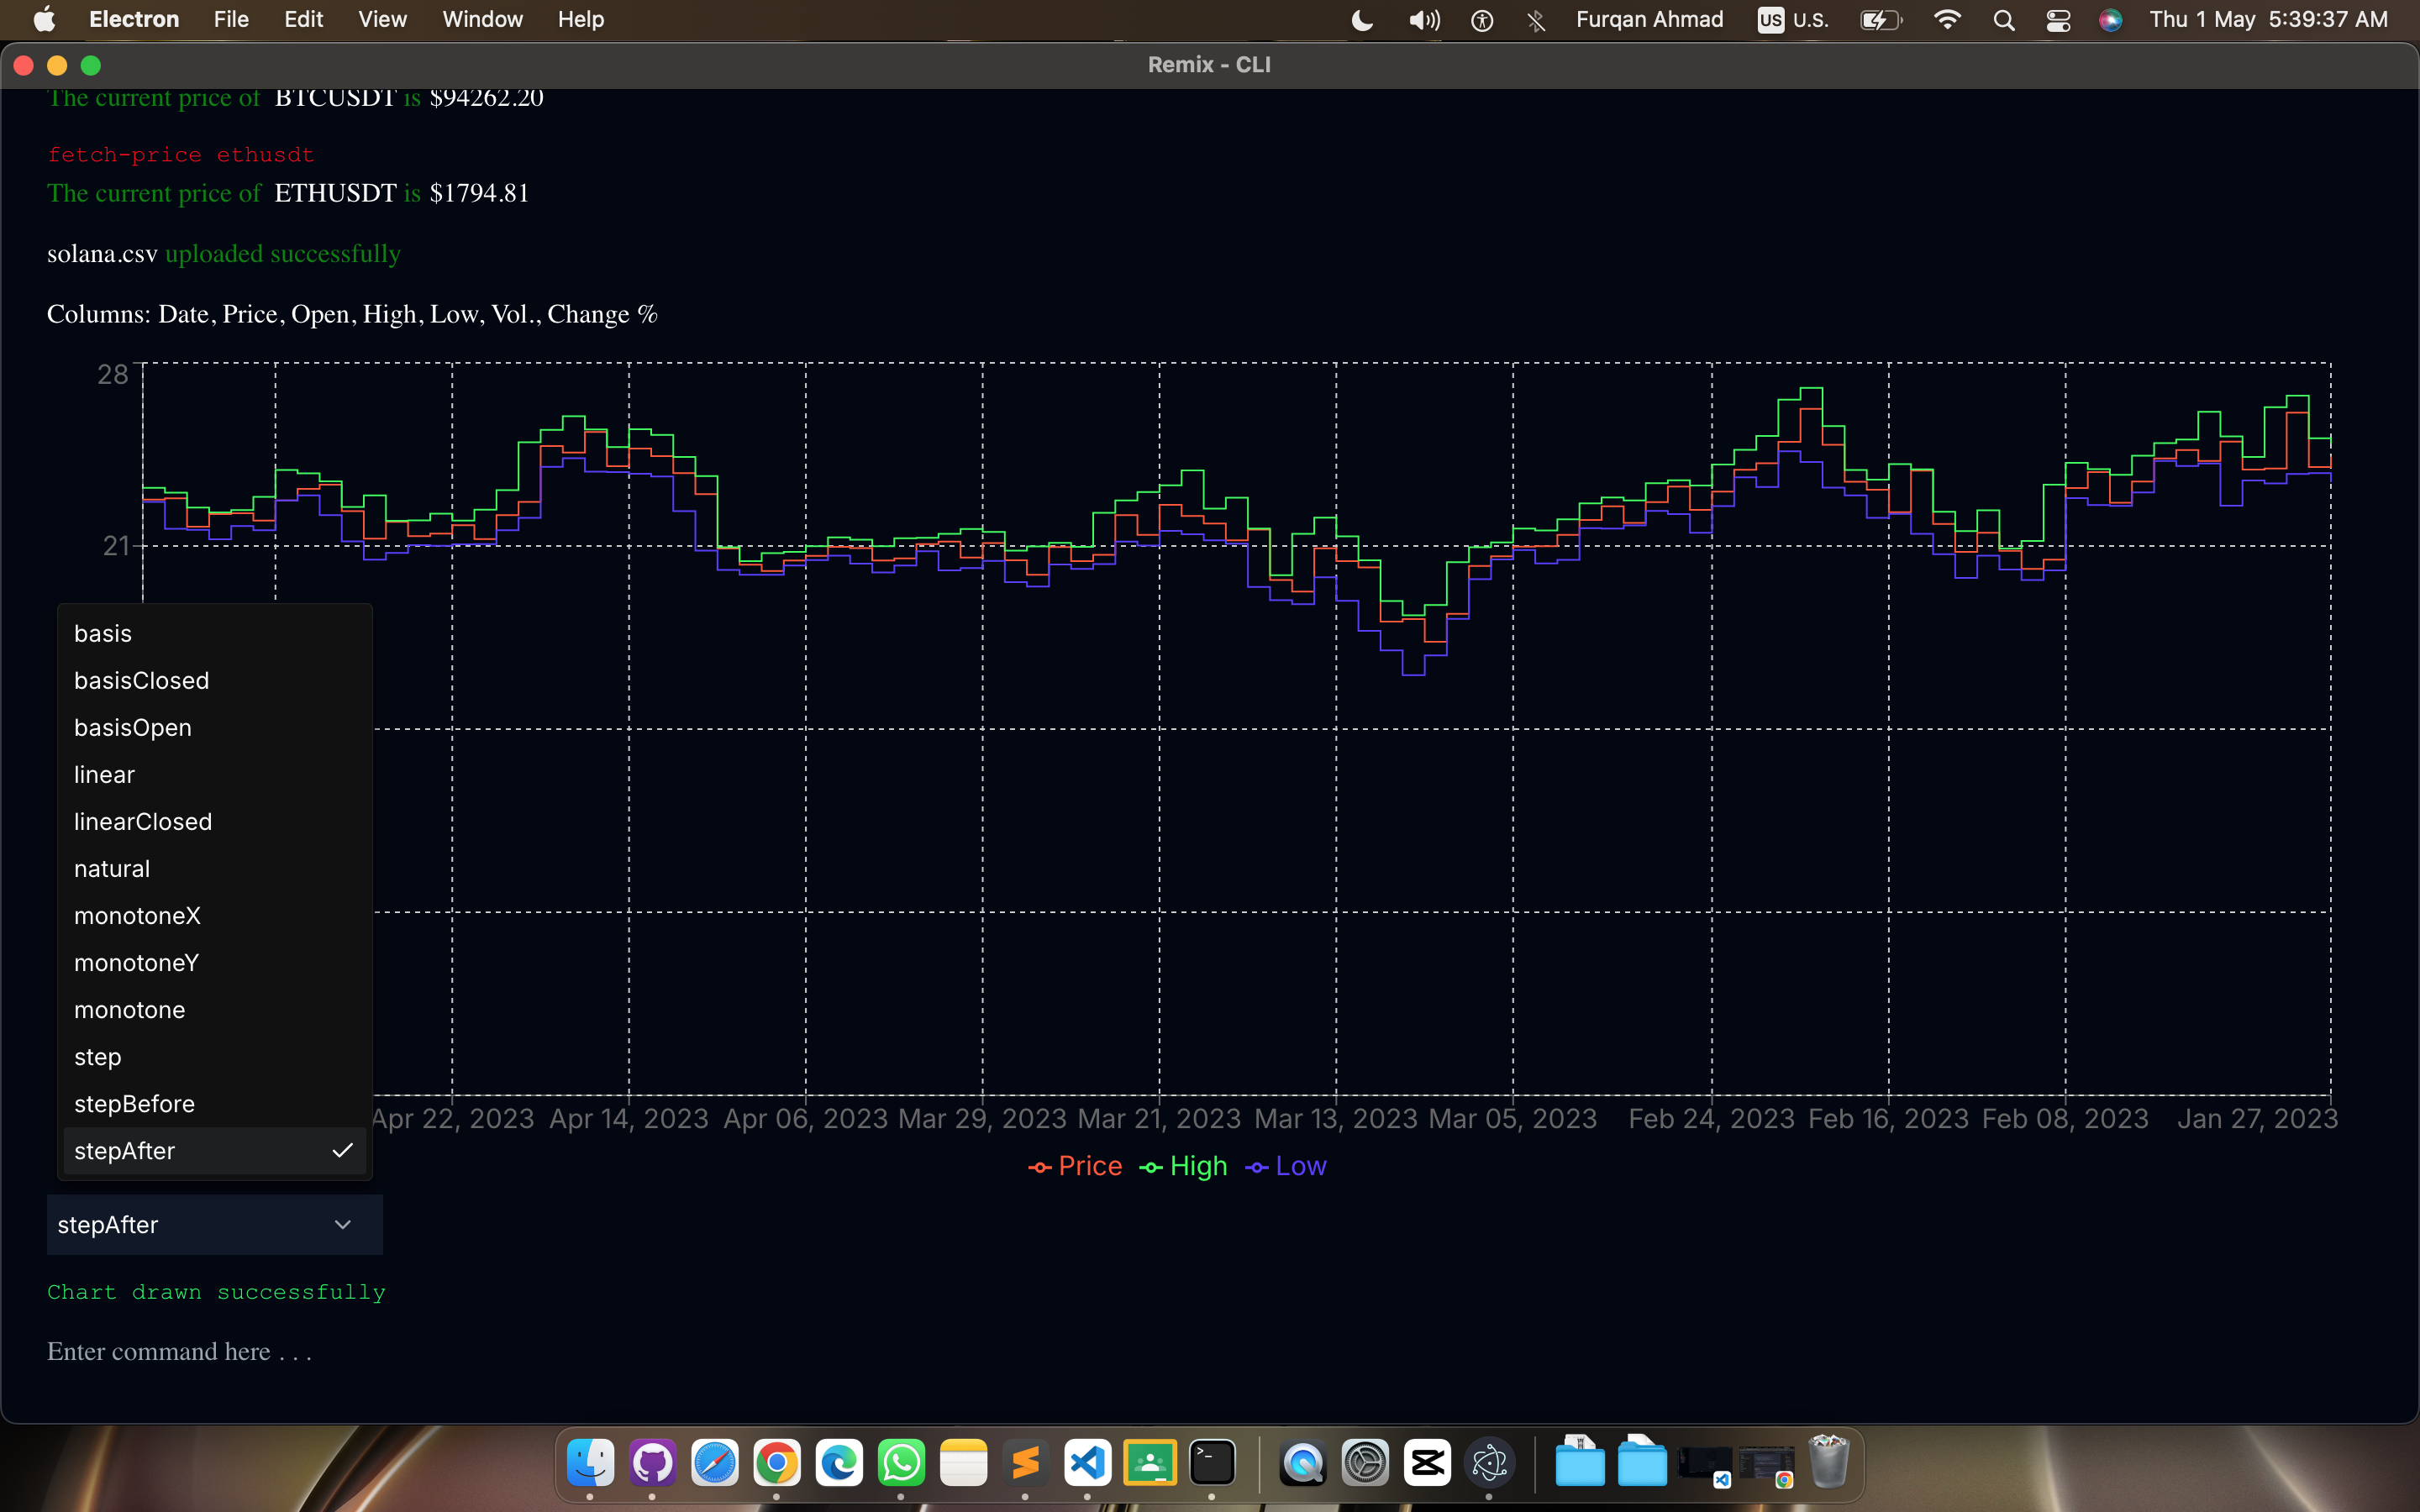 Electron File Edit View Window Help Furqan Ahmad US U.S. Thu 1 May 5:39:37 AM
Remix - CLI
The current price of BTCUSDT is $94262.20
fetch-price ethusdt
The current price of ETHUSDT is $1794.81
solana.csv uploaded successfully
Columns: Date, Price, Open, High, Low, Vol., Change %
28
21
basis
basisClosed
basisOpen
linear
linearClosed
natural
monotoneX
monotoneY
monotone
step
stepBefore
stepAfter
Apr 22, 2023 Apr 14, 2023 Apr 06, 2023 Mar 29, 2023 Mar 21, 2023 Mar 13, 2023 Mar 05, 2023 Feb 24, 2023 Feb 16, 2023 Feb 08, 2023 Jan 27, 2023
Price High Low
stepAfter
Chart drawn successfully
Enter command here . . .